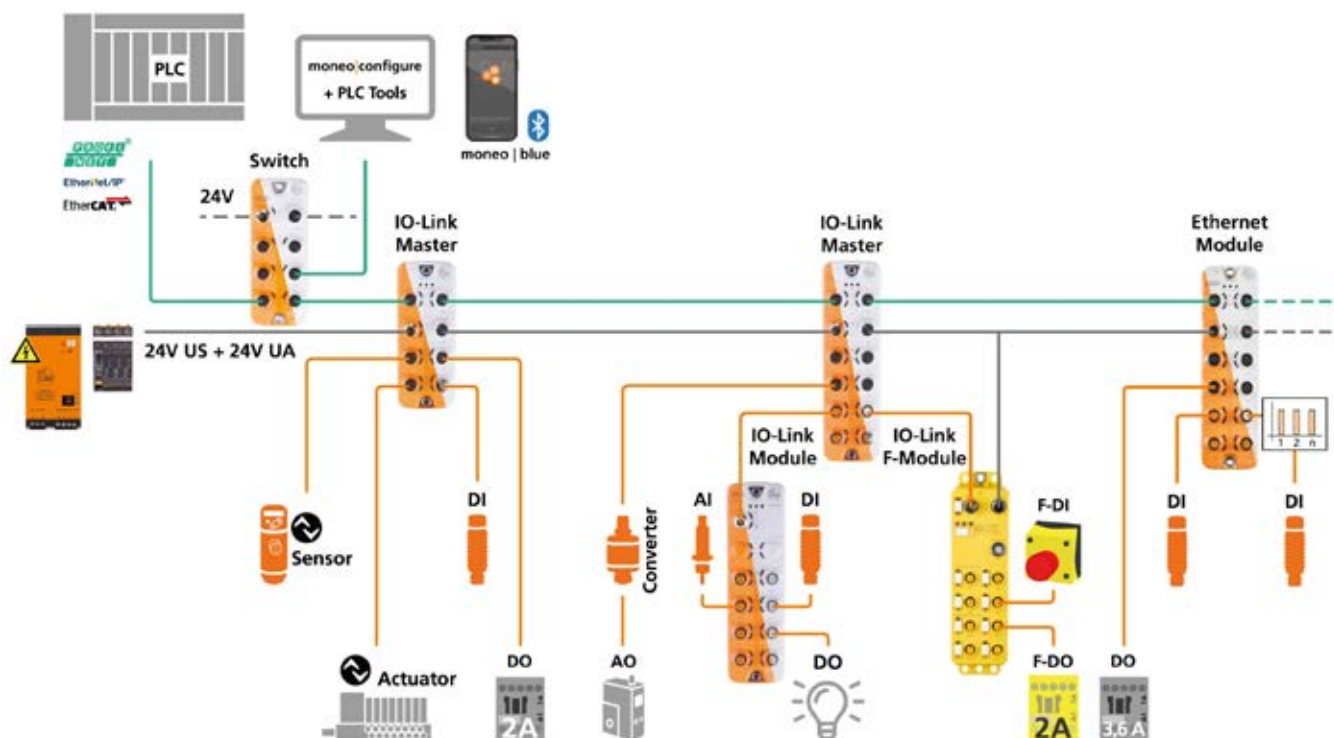 PLC
moneo|configure
+ PLC Tools
moneo | blue
PROFI
NET
EtherNet/IP
EtherCAT
Switch
24V
IO-Link
Master
IO-Link
Master
Ethernet
Module
24V US + 24V UA
IO-Link
Module
IO-Link
F-Module
1 2 n
DI
AI
DI
F-DI
DI
DI
Sensor
Converter
Actuator
DO
AO
DO
F-DO
DO
2A
2A
3,6 A